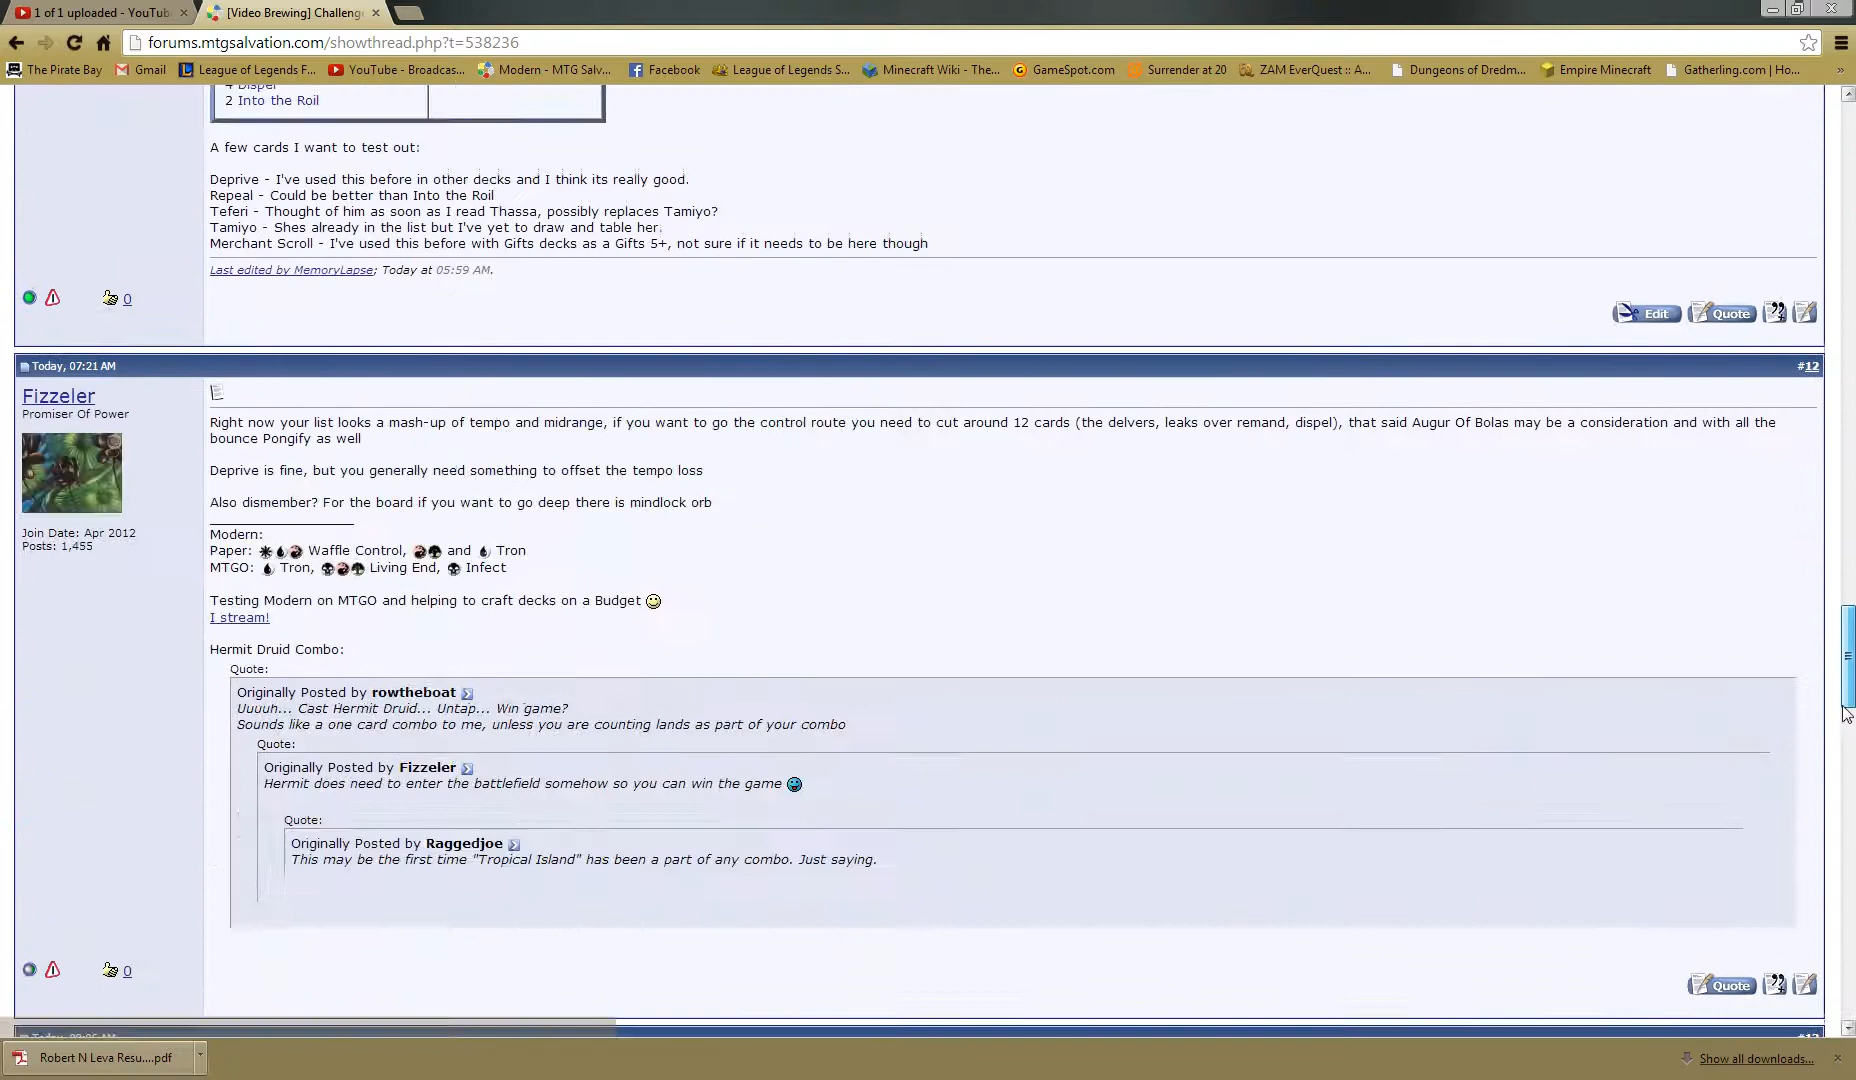 1 of 1 uploaded - YouTub
[Video Brewing] Challeng
forums.mtgsalvation.com/showthread.php?t=538236
The Pirate Bay
Gmail
League of Legends F...
YouTube - Broadcas...
Modern - MTG Salv...
Facebook
League of Legends S...
Minecraft Wiki - The...
GameSpot.com
Surrender at 20
ZAM EverQuest :: A...
Dungeons of Dredm...
Empire Minecraft
Gatherling.com | Ho...
»
4 Dispel
2 Into the Roil
A few cards I want to test out:
Deprive - I've used this before in other decks and I think its really good.
Repeal - Could be better than Into the Roil
Teferi - Thought of him as soon as I read Thassa, possibly replaces Tamiyo?
Tamiyo - Shes already in the list but I've yet to draw and table her.
Merchant Scroll - I've used this before with Gifts decks as a Gifts 5+, not sure if it needs to be here though
Last edited by MemoryLapse; Today at 05:59 AM.
0
Edit
Quote
Today, 07:21 AM
#12
Fizzeler
Promiser Of Power
Join Date: Apr 2012
Posts: 1,455
Right now your list looks a mash-up of tempo and midrange, if you want to go the control route you need to cut around 12 cards (the delvers, leaks over remand, dispel), that said Augur Of Bolas may be a consideration and with all the
bounce Pongify as well
Deprive is fine, but you generally need something to offset the tempo loss
Also dismember? For the board if you want to go deep there is mindlock orb
Modern:
Paper: Waffle Control, and Tron
MTGO: Tron, Living End, Infect
Testing Modern on MTGO and helping to craft decks on a Budget
I stream!
Hermit Druid Combo:
Quote:
Originally Posted by rowtheboat
Uuuuh... Cast Hermit Druid... Untap... Win game?
Sounds like a one card combo to me, unless you are counting lands as part of your combo
Quote:
Originally Posted by Fizzeler
Hermit does need to enter the battlefield somehow so you can win the game
Quote:
Originally Posted by Raggedjoe
This may be the first time "Tropical Island" has been a part of any combo. Just saying.
0
Quote
Robert N Leva Resu....pdf
Show all downloads...